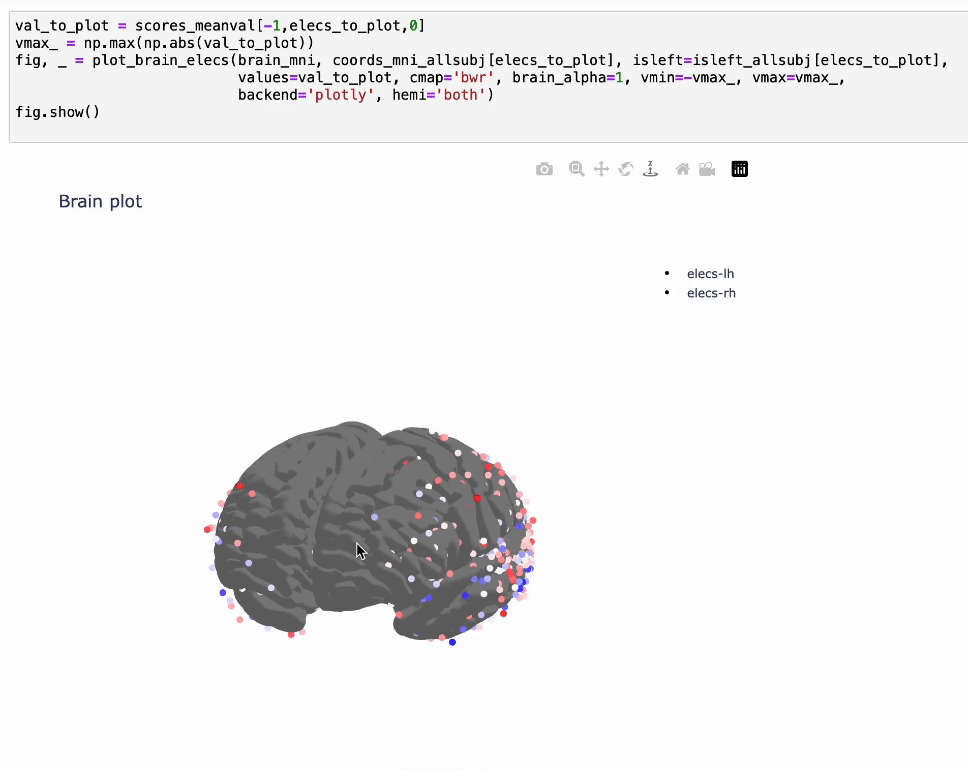 val_to_plot = scores_meanval[-1,elecs_to_plot,0]
vmax_ = np.max(np.abs(val_to_plot))
fig, _ = plot_brain_elecs(brain_mni, coords_mni_allsubj[elecs_to_plot], isleft=isleft_allsubj[elecs_to_plot],
                          values=val_to_plot, cmap='bwr', brain_alpha=1, vmin=-vmax_, vmax=vmax_,
                          backend='plotly', hemi='both')
fig.show()
Z
Brain plot
elecs-lh
elecs-rh